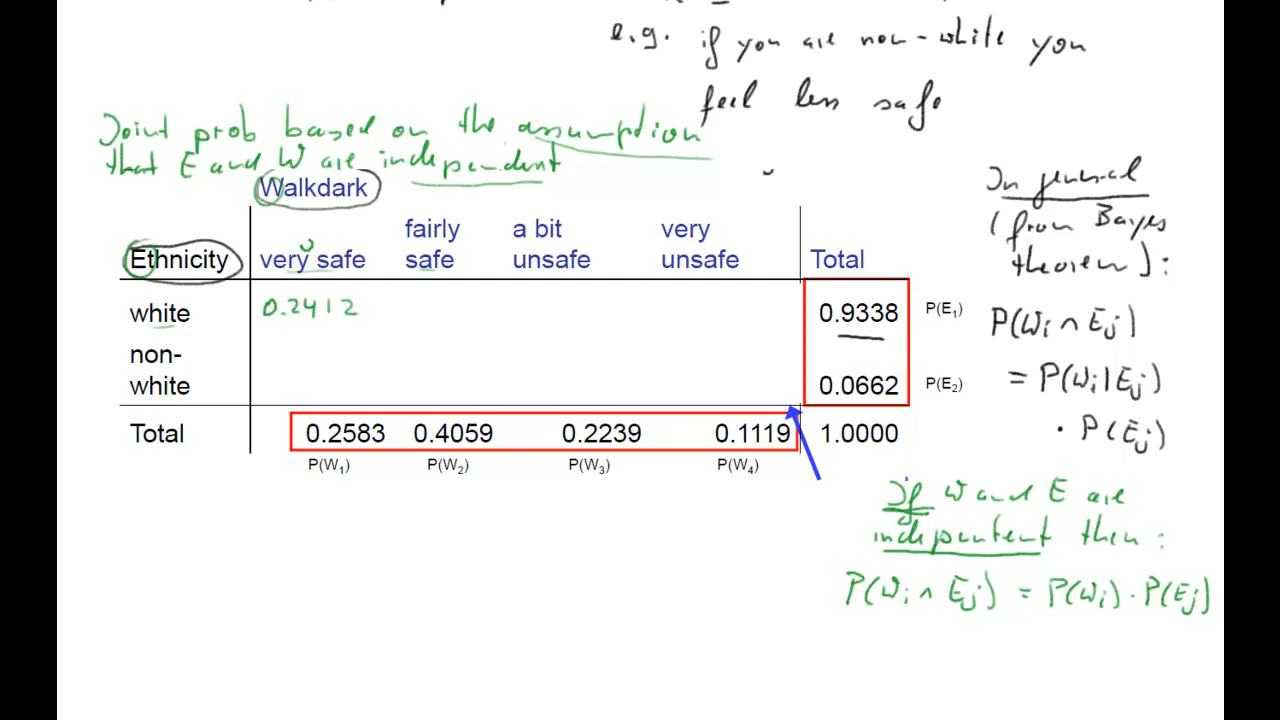 e.g. if you are non-white you
feel less safe
Joint prob based on the assumption
that E and W are independent
Walkdark
Ethnicity very safe fairly safe a bit unsafe very unsafe Total
white 0.2412 0.9338 P(E1)
non-white 0.0662 P(E2)
Total 0.2583 0.4059 0.2239 0.1119 1.0000
P(W1) P(W2) P(W3) P(W4)
In general
(from Bayes
theorem):
P(Wi ∩ Ej)
= P(Wi|Ej)
· P(Ej)
If W and E are
independent then:
P(Wi ∩ Ej) = P(Wi) · P(Ej)